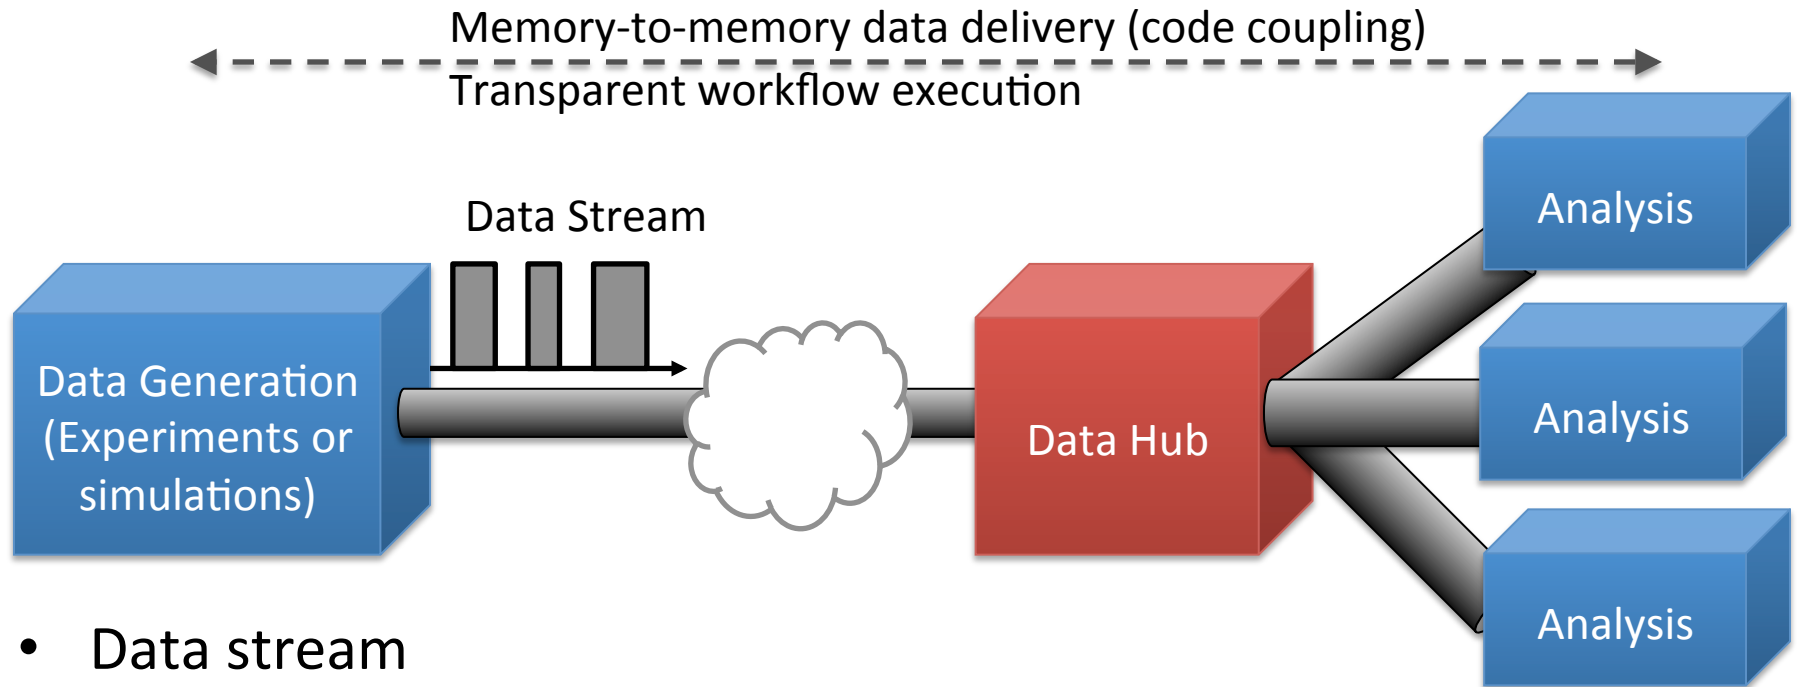 Memory-to-memory data delivery (code coupling)
Transparent workflow execution
Data Stream
Data Generation
(Experiments or
simulations)
Data Hub
Analysis
Analysis
Analysis
• Data stream